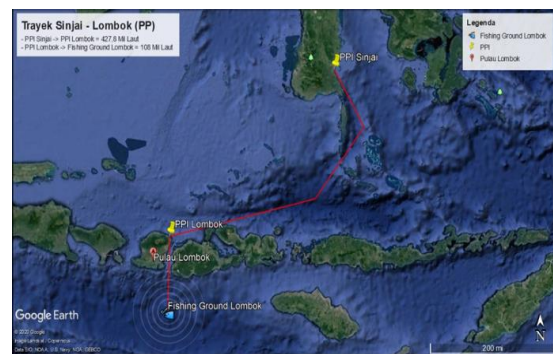 Trayek Sinjai - Lombok (PP)
- PPI Sinjai -> PPI Lombok = 427,6 Mil Laut
- PPI Lombok -> Fishing Ground Lombok = 108 Mil Laut
Legenda
Fishing Ground Lombok
PPI
Pulau Lombok
PPI Sinjai
PPI Lombok
Pulau Lombok
Fishing Ground Lombok
Google Earth
N
200 mi